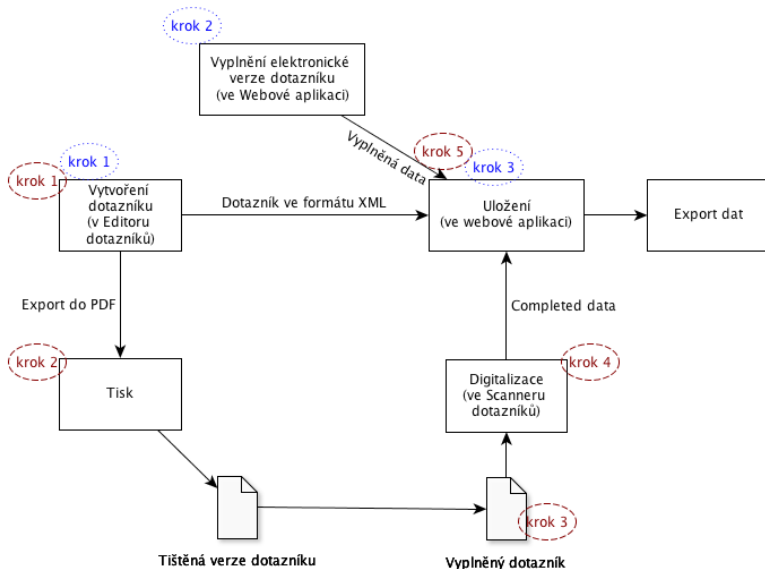 krok 2
Vyplnění elektronické
verze dotazníku
(ve Webové aplikaci)
Vyplněná data
krok 5
krok 3
krok 1
krok 1
Vytvoření
dotazníku
(v Editoru
dotazníků)
Dotazník ve formátu XML
Uložení
(ve webové aplikaci)
Export dat
Export do PDF
Completed data
krok 2
Tisk
krok 4
Digitalizace
(ve Scanneru
dotazníků)
krok 3
Tištěná verze dotazníku
Vyplněný dotazník